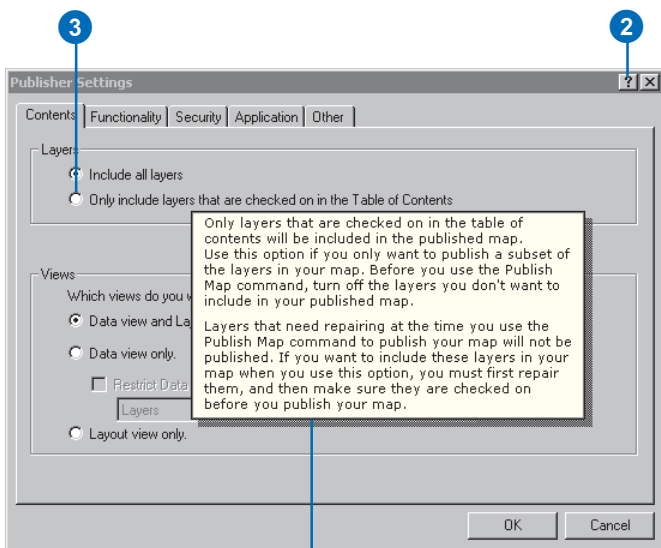 3
2
Publisher Settings
? X
Contents Functionality Security Application Other
Layers
Include all layers
Only include layers that are checked on in the Table of Contents
Only layers that are checked on in the table of
contents will be included in the published map.
Use this option if you only want to publish a subset of
the layers in your map. Before you use the Publish
Map command, turn off the layers you don't want to
include in your published map.
Layers that need repairing at the time you use the
Publish Map command to publish your map will not be
published. If you want to include these layers in your
map when you use this option, you must first repair
them, and then make sure they are checked on
before you publish your map.
Views
Which views do you
Data view and
Data view only.
Restrict Data
Layers
Layout view only.
OK Cancel